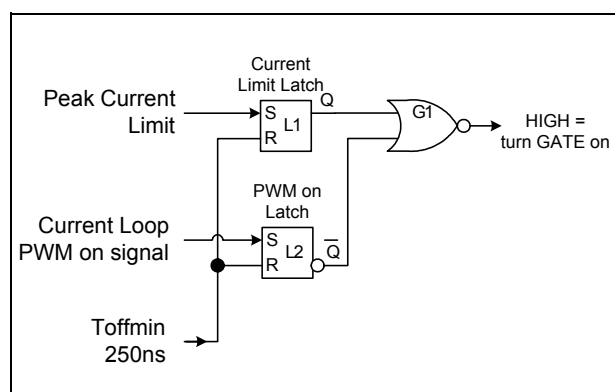 Current
Limit Latch
Peak Current
Limit
S
R
L1
Q
G1
HIGH =
turn GATE on
PWM on
Latch
Current Loop
PWM on signal
S
R
L2
Q̅
Toffmin
250ns